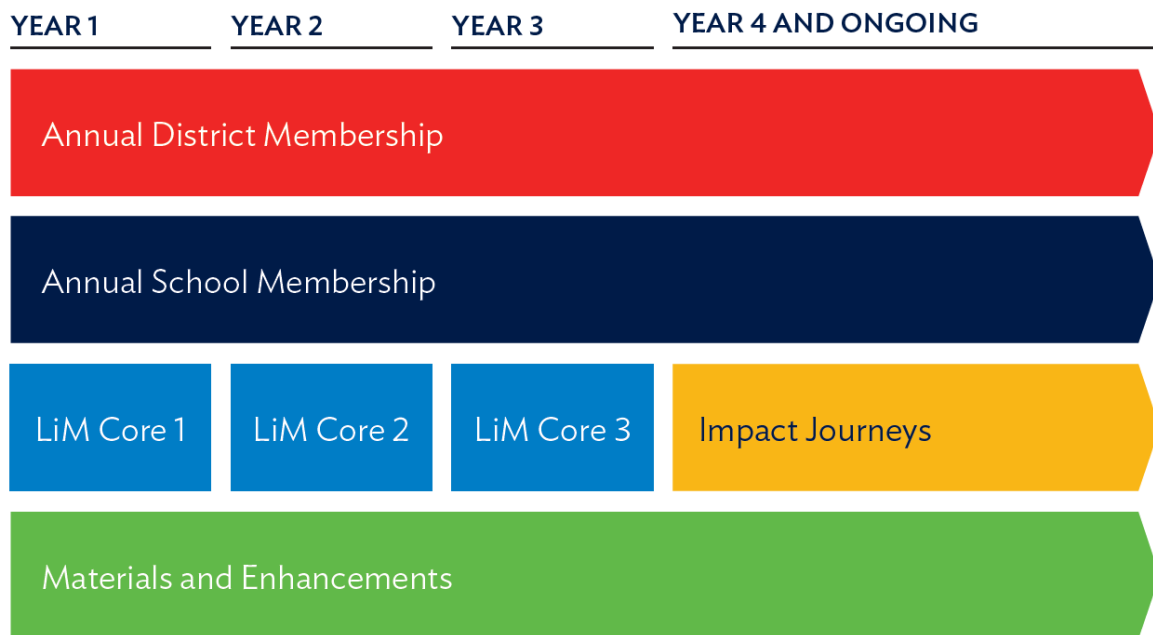 YEAR 1 YEAR 2 YEAR 3 YEAR 4 AND ONGOING
Annual District Membership
Annual School Membership
LiM Core 1 LiM Core 2 LiM Core 3 Impact Journeys
Materials and Enhancements